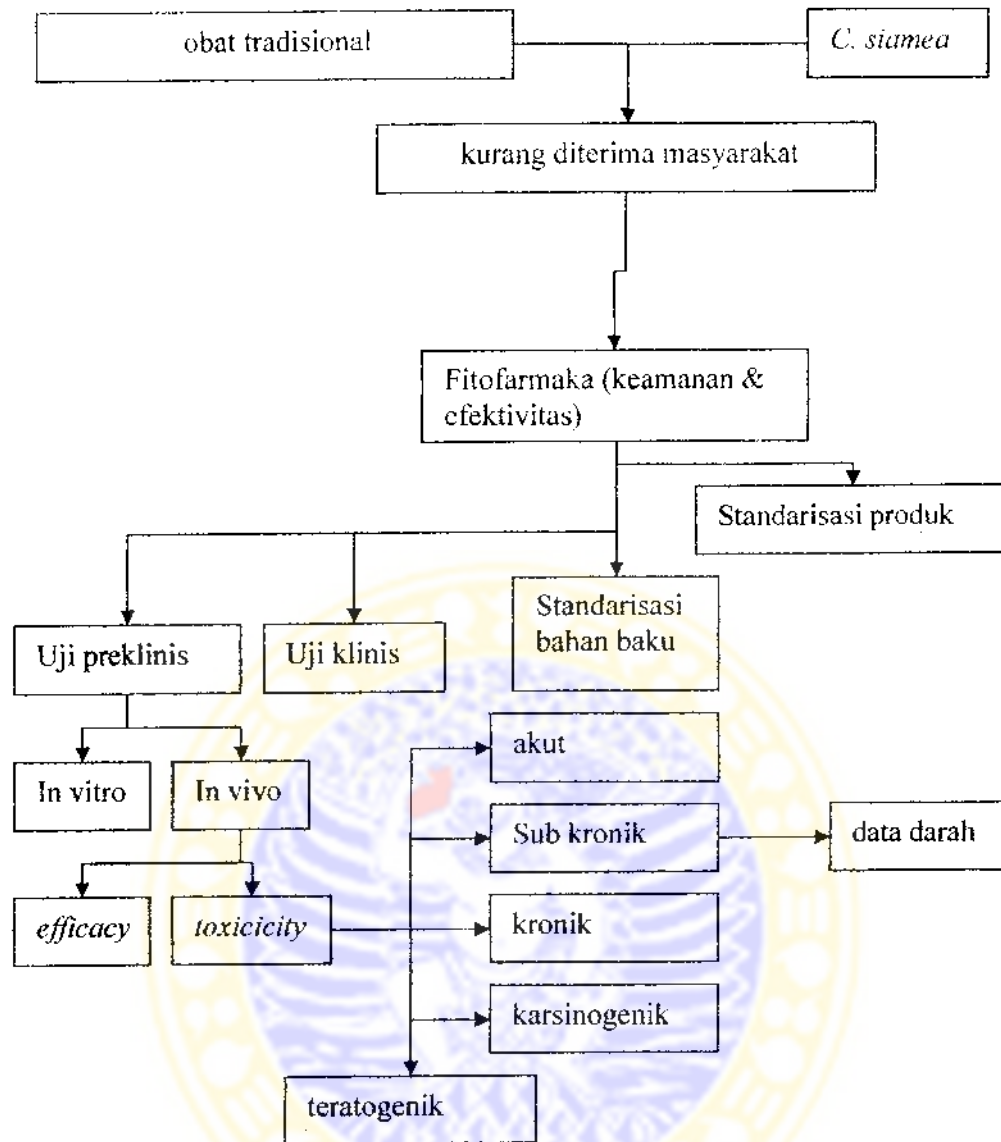 obat tradisional
C. siamea
kurang diterima masyarakat
Fitofarmaka (keamanan &
efektivitas)
Standarisasi produk
Standarisasi
bahan baku
Uji preklinis
Uji klinis
akut
In vitro
In vivo
Sub kronik
data darah
efficacy
toxicicity
kronik
karsinogenik
teratogenik